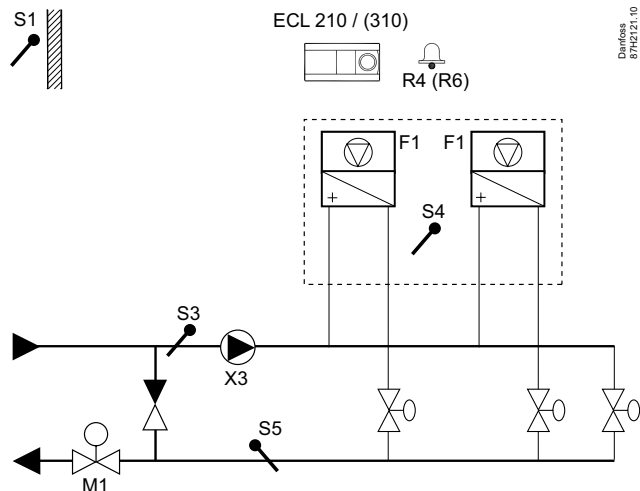 S1
ECL 210 / (310)
Danfoss
87H2121.10
R4 (R6)
F1
F1
S4
S3
X3
S5
M1